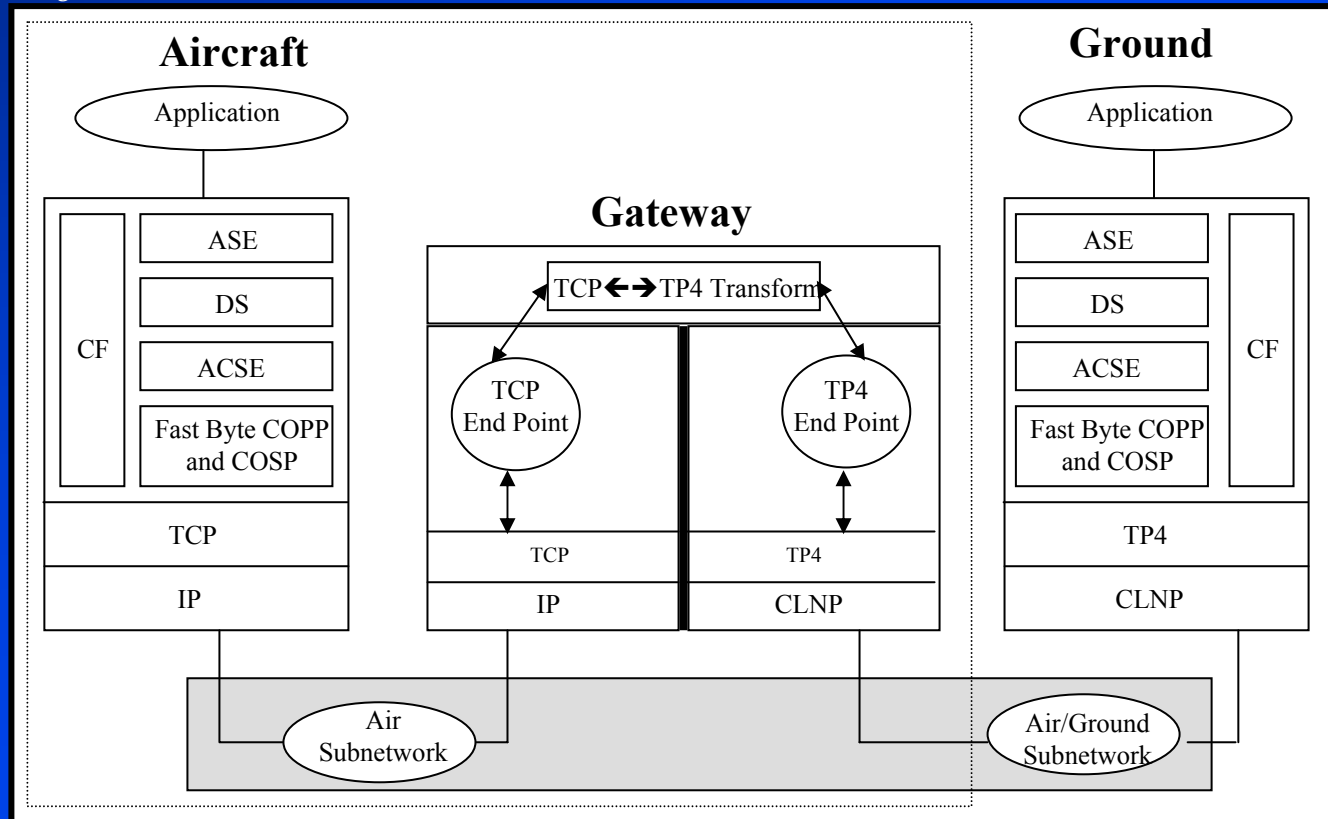 Aircraft
Ground
Application
Application
Gateway
CF
ASE
DS
ACSE
Fast Byte COPP
and COSP
TCP
IP
TCP🡨🡪TP4 Transform
TCP
End Point
TP4
End Point
TCP
TP4
IP
CLNP
ASE
DS
ACSE
Fast Byte COPP
and COSP
CF
TP4
CLNP
Air
Subnetwork
Air/Ground
Subnetwork